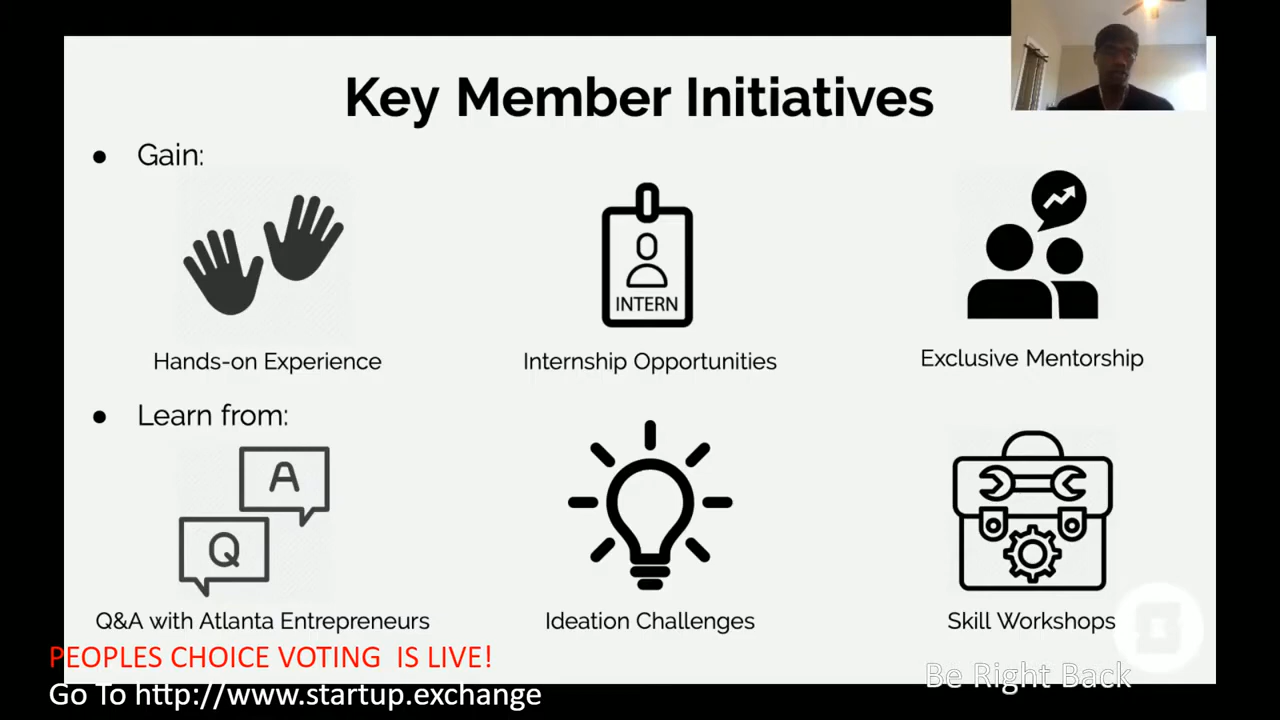 Key Member Initiatives
● Gain:
INTERN
Hands-on Experience
Internship Opportunities
Exclusive Mentorship
● Learn from:
A
Q
Q&A with Atlanta Entrepreneurs
Ideation Challenges
Skill Workshops
PEOPLES CHOICE VOTING IS LIVE!
Be Right Back
Go To http://www.startup.exchange